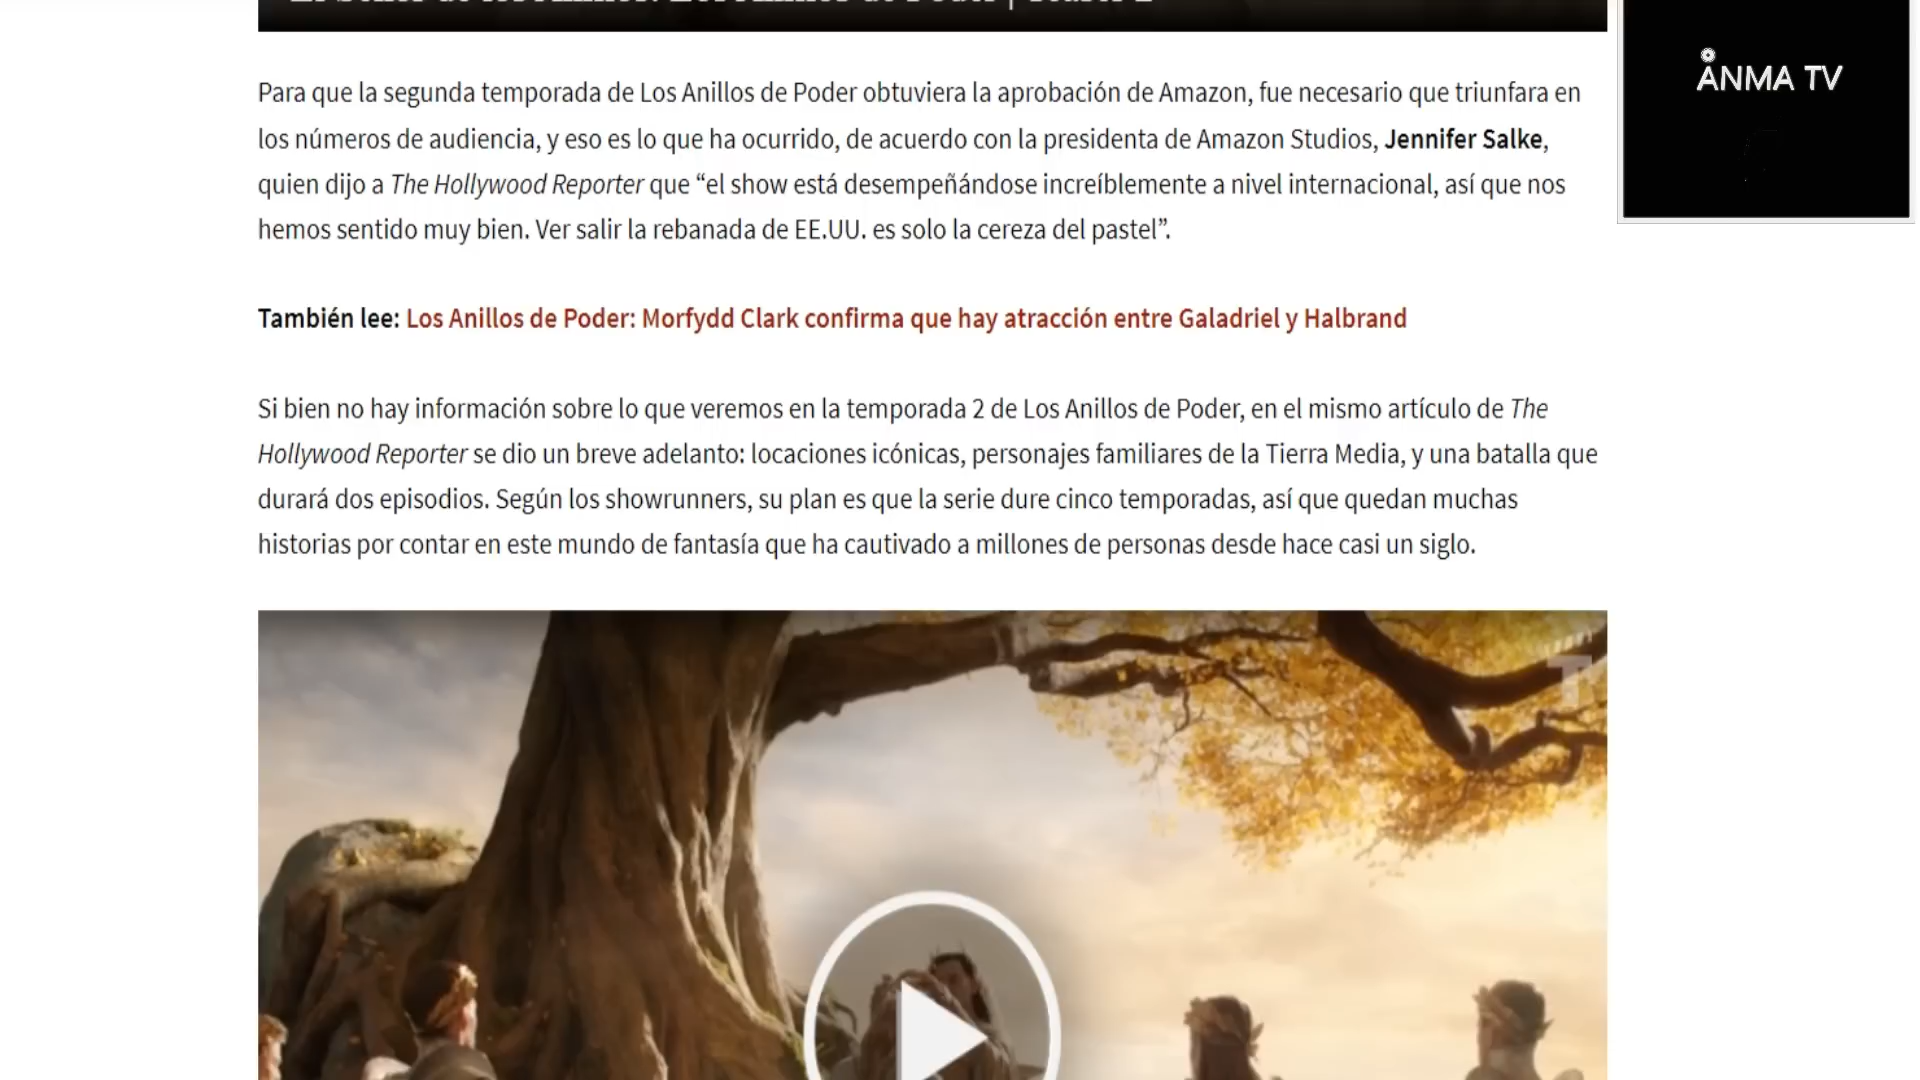 ÅNMA TV
Para que la segunda temporada de Los Anillos de Poder obtuviera la aprobación de Amazon, fue necesario que triunfara en
los números de audiencia, y eso es lo que ha ocurrido, de acuerdo con la presidenta de Amazon Studios, Jennifer Salke,
quien dijo a The Hollywood Reporter que “el show está desempeñándose increíblemente a nivel internacional, así que nos
hemos sentido muy bien. Ver salir la rebanada de EE.UU. es solo la cereza del pastel”.
También lee: Los Anillos de Poder: Morfydd Clark confirma que hay atracción entre Galadriel y Halbrand
Si bien no hay información sobre lo que veremos en la temporada 2 de Los Anillos de Poder, en el mismo artículo de The
Hollywood Reporter se dio un breve adelanto: locaciones icónicas, personajes familiares de la Tierra Media, y una batalla que
durará dos episodios. Según los showrunners, su plan es que la serie dure cinco temporadas, así que quedan muchas
historias por contar en este mundo de fantasía que ha cautivado a millones de personas desde hace casi un siglo.